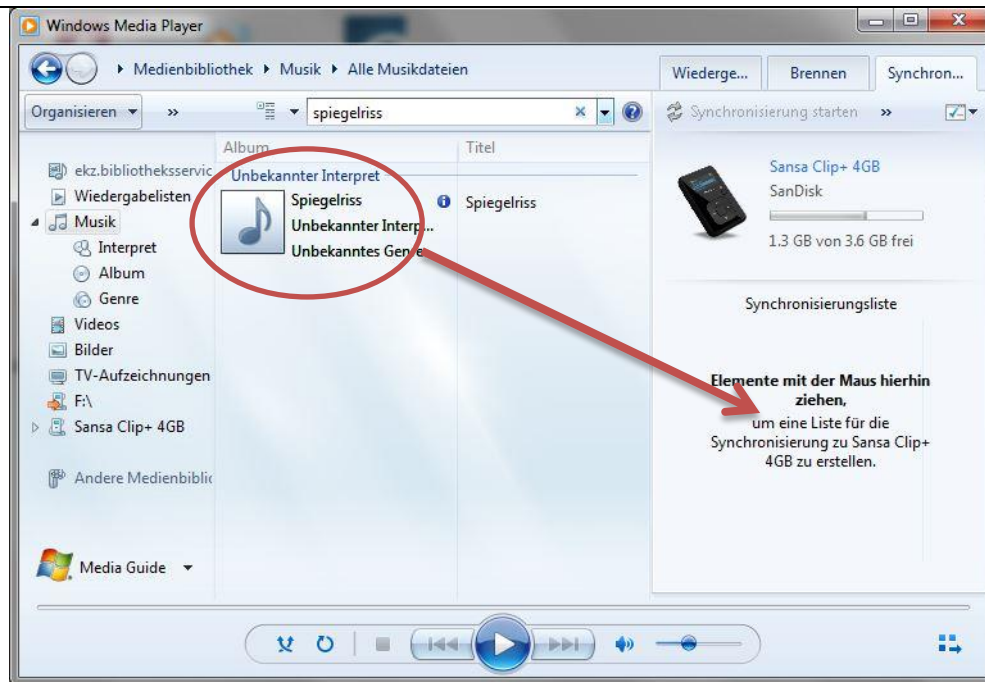 Windows Media Player
Medienbibliothek ▸ Musik ▸ Alle Musikdateien
Wiederge...
Brennen
Synchron...
Organisieren
»
spiegelriss
Synchronisierung starten
»
Album
Titel
ekz.bibliotheksservic
Wiedergabelisten
Musik
Interpret
Album
Genre
Videos
Bilder
TV-Aufzeichnungen
F:\
Sansa Clip+ 4GB
Andere Medienbiblic
Media Guide
Unbekannter Interpret
Spiegelriss
Spiegelriss
Unbekannter Interp...
Unbekanntes Genre
Sansa Clip+ 4GB
SanDisk
1.3 GB von 3.6 GB frei
Synchronisierungsliste
Elemente mit der Maus hierhin
ziehen,
um eine Liste für die
Synchronisierung zu Sansa Clip+
4GB zu erstellen.